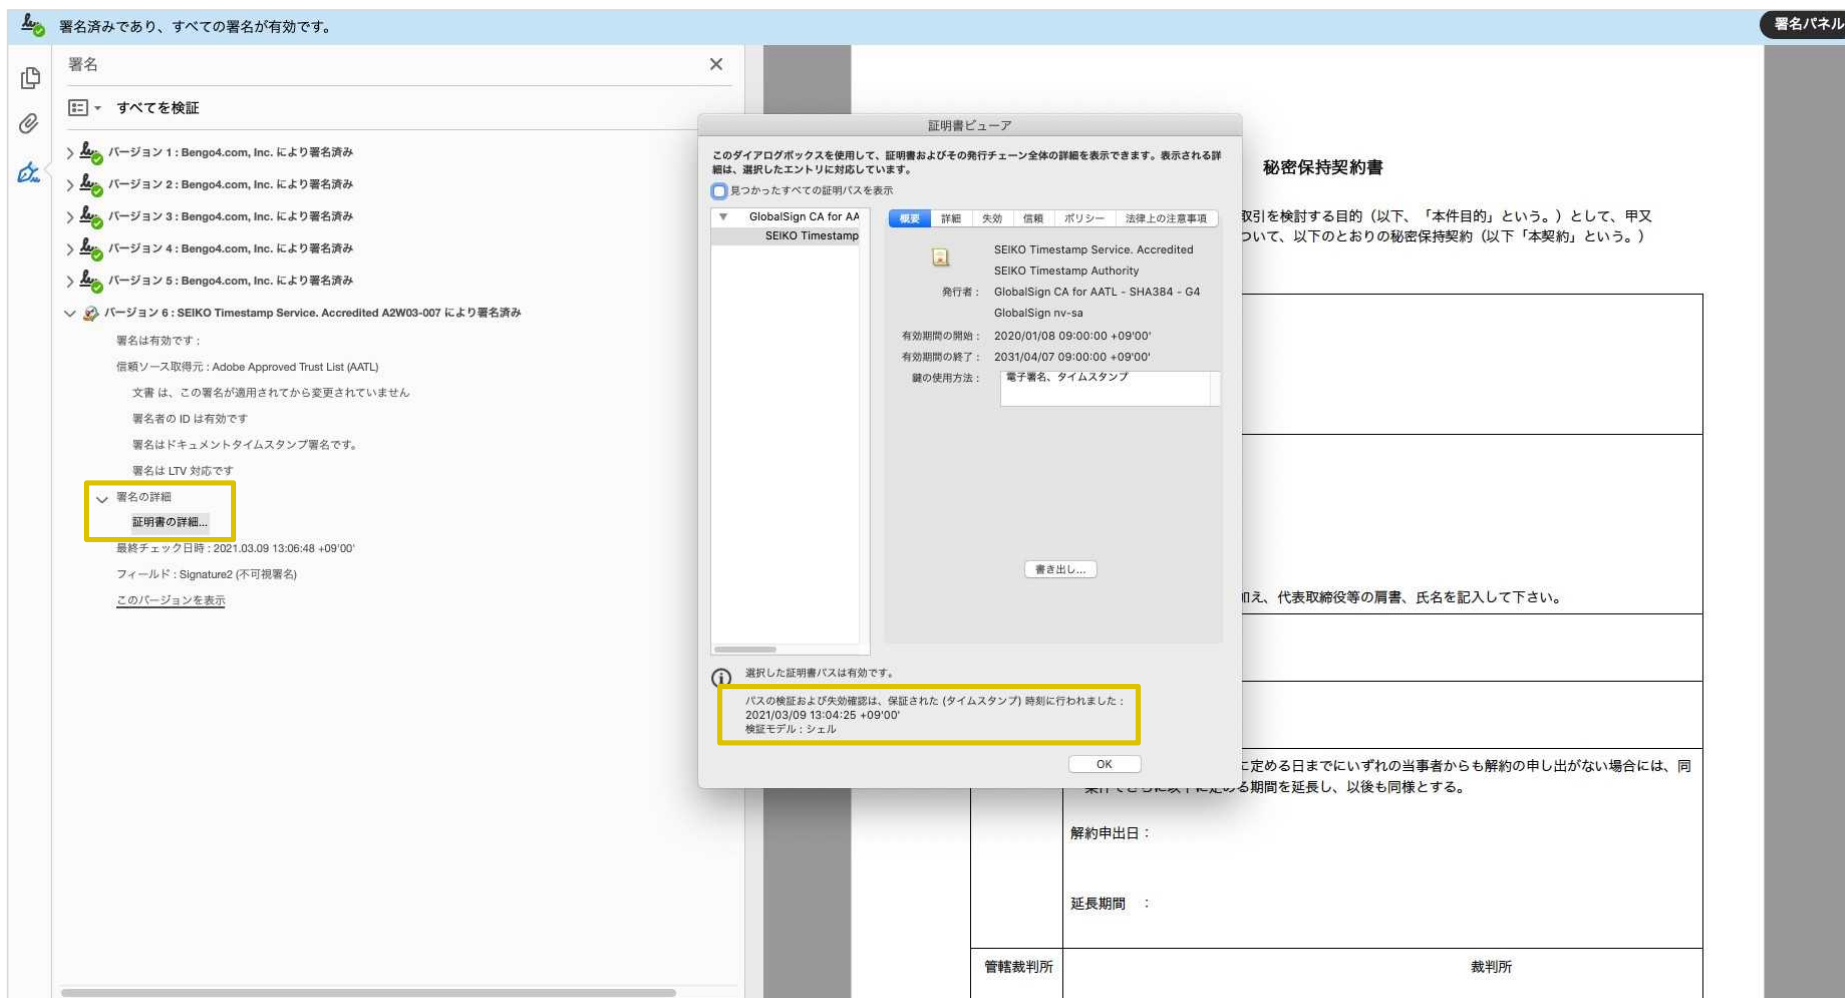 署名済みであり、すべての署名が有効です。
署名パネル
署名
すべてを検証
バージョン 1 : Bengo4.com, Inc. により署名済み
バージョン 2 : Bengo4.com, Inc. により署名済み
バージョン 3 : Bengo4.com, Inc. により署名済み
バージョン 4 : Bengo4.com, Inc. により署名済み
バージョン 5 : Bengo4.com, Inc. により署名済み
バージョン 6 : SEIKO Timestamp Service. Accredited A2W03-007 により署名済み
署名は有効です :
信頼ソース取得元 : Adobe Approved Trust List (AATL)
文書 は、この署名が適用されてから変更されていません
署名者の ID は有効です
署名はドキュメントタイムスタンプ署名です。
署名は LTV 対応です
署名の詳細
証明書の詳細...
最終チェック日時 : 2021.03.09 13:06:48 +09'00'
フィールド : Signature2 (不可視署名)
このバージョンを表示
証明書ビューア
このダイアログボックスを使用して、証明書およびその発行チェーン全体の詳細を表示できます。表示される詳
細は、選択したエントリに対応しています。
見つかったすべての証明パスを表示
GlobalSign CA for AA
SEIKO Timestamp
概要 詳細 失効 信頼 ポリシー 法律上の注意事項
SEIKO Timestamp Service. Accredited
SEIKO Timestamp Authority
発行者 : GlobalSign CA for AATL - SHA384 - G4
GlobalSign nv-sa
有効期間の開始 : 2020/01/08 09:00:00 +09'00'
有効期間の終了 : 2031/04/07 09:00:00 +09'00'
鍵の使用方法 : 電子署名、タイムスタンプ
書き出し...
選択した証明書パスは有効です。
パスの検証および失効確認は、保証された (タイムスタンプ) 時刻に行われました :
2021/03/09 13:04:25 +09'00'
検証モデル : シェル
OK
秘密保持契約書
取引を検討する目的（以下、「本件目的」という。）として、甲又
ついて、以下のとおりの秘密保持契約（以下「本契約」という。）
加え、代表取締役等の肩書、氏名を記入して下さい。
に定める日までにいずれの当事者からも解約の申し出がない場合には、同
条件でさらに以下に定める期間を延長し、以後も同様とする。
解約申出日：
延長期間 ：
管轄裁判所
裁判所